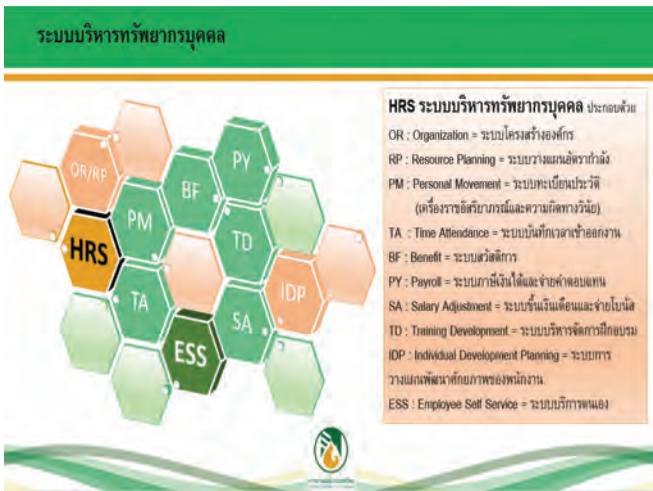 ระบบบริหารทรัพยากรบุคคล
OR/RP
PM
BF
PY
HRS
TA
TD
IDP
ESS
SA
HRS ระบบบริหารทรัพยากรบุคคล ประกอบด้วย
OR : Organization = ระบบโครงสร้างองค์กร
RP : Resource Planning = ระบบวางแผนอัตรากำลัง
PM : Personal Movement = ระบบทะเบียนประวัติ
(เครื่องราชอิสริยาภรณ์และความผิดทางวินัย)
TA : Time Attendance = ระบบบันทึกเวลาเข้าออกงาน
BF : Benefit = ระบบสวัสดิการ
PY : Payroll = ระบบภาษีเงินได้และจ่ายค่าตอบแทน
SA : Salary Adjustment = ระบบขึ้นเงินเดือนและจ่ายโบนัส
TD : Training Development = ระบบบริหารจัดการฝึกอบรม
IDP : Individual Development Planning = ระบบการ
วางแผนพัฒนาศักยภาพของพนักงาน
ESS : Employee Self Service = ระบบบริการตนเอง